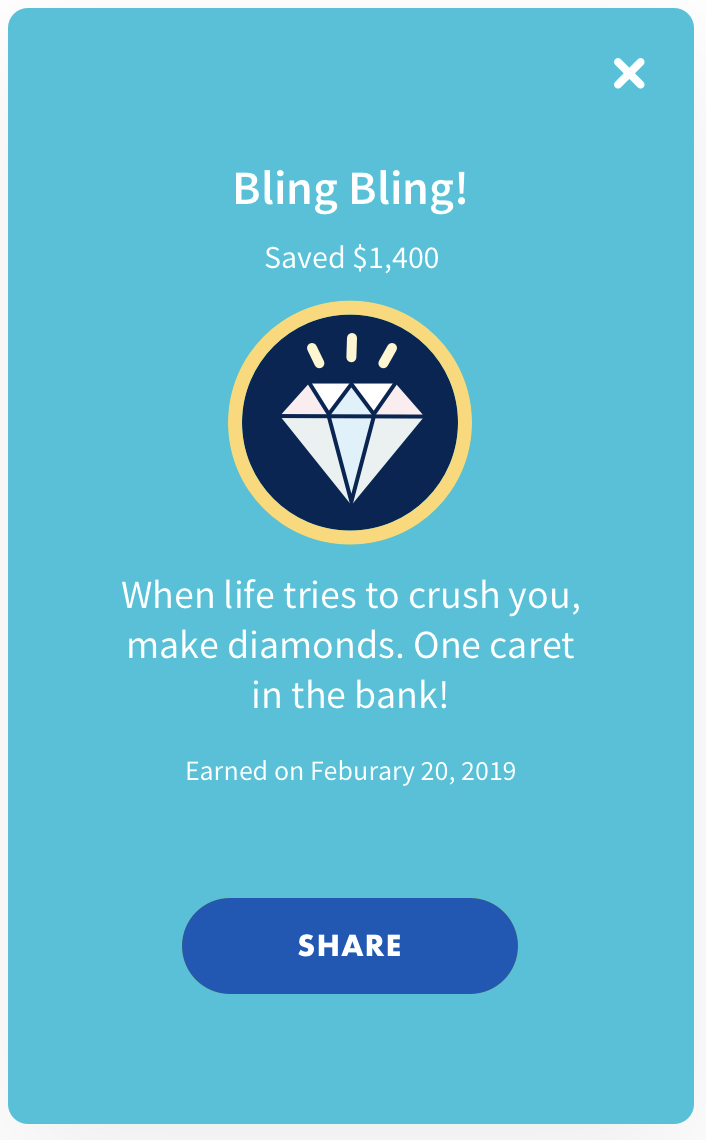 Bling Bling!
Saved $1,400
When life tries to crush you,
make diamonds. One caret
in the bank!
Earned on Feburary 20, 2019
SHARE